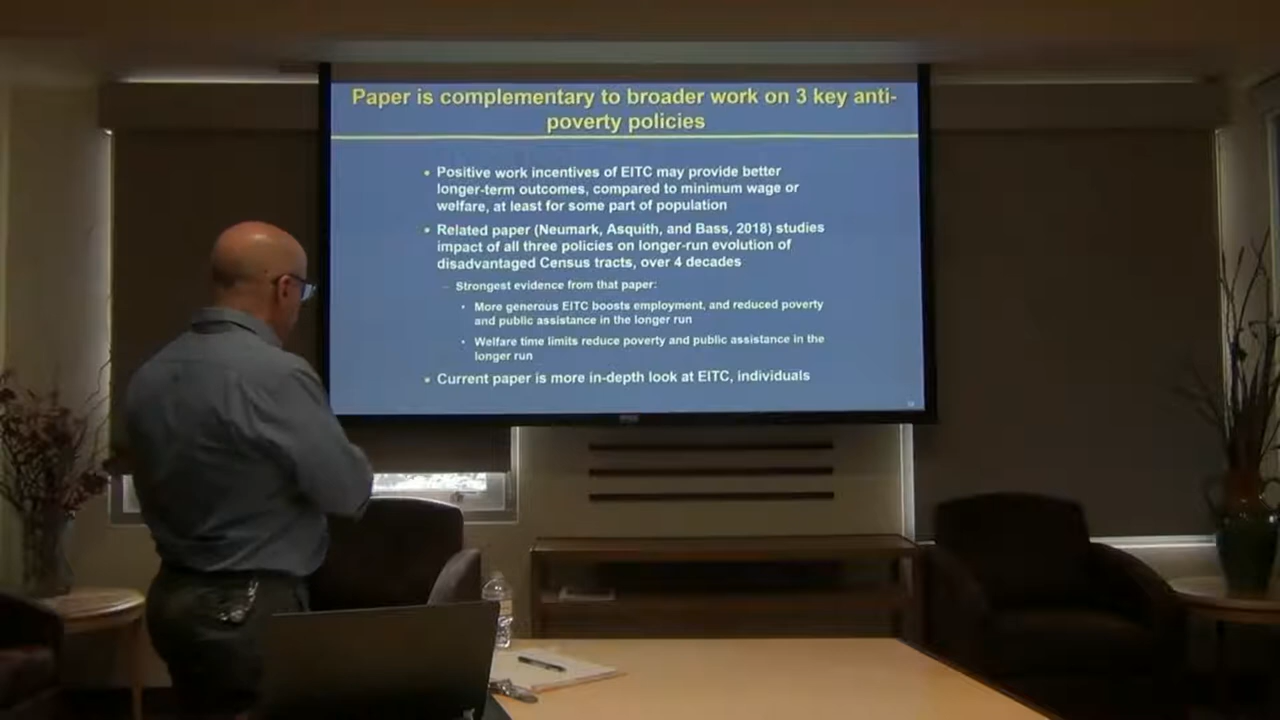 Paper is complementary to broader work on 3 key anti-
poverty policies
• Positive work incentives of EITC may provide better
longer-term outcomes, compared to minimum wage or
welfare, at least for some part of population
• Related paper (Neumark, Asquith, and Bass, 2018) studies
impact of all three policies on longer-run evolution of
disadvantaged Census tracts, over 4 decades
– Strongest evidence from that paper:
• More generous EITC boosts employment, and reduced poverty
and public assistance in the longer run
• Welfare time limits reduce poverty and public assistance in the
longer run
• Current paper is more in-depth look at EITC, individuals